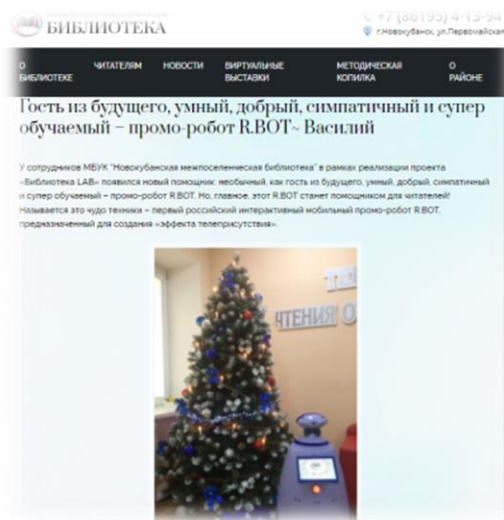 БИБЛИОТЕКА
+7 (86195) 4-13-94
г.Новокубанск, ул.Первомайская
О БИБЛИОТЕКЕ
ЧИТАТЕЛЯМ
НОВОСТИ
ВИРТУАЛЬНЫЕ ВЫСТАВКИ
МЕТОДИЧЕСКАЯ КОПИЛКА
О РАЙОНЕ
Гость из будущего, умный, добрый, симпатичный и супер
обучаемый – промо-робот R.BOT~ Василий
У сотрудников МБУК "Новокубанская межпоселенческая библиотека" в рамках реализации проекта
«Библиотека LAB» появился новый помощник: необычный, как гость из будущего, умный, добрый, симпатичный
и супер обучаемый – промо-робот R.BOT. Но, главное, этот R.BOT станет помощником для читателей!
Называется это чудо техники – первый российский интерактивный мобильный промо-робот R.BOT,
предназначенный для создания «эффекта телеприсутствия».
ЧТЕНИЯ О